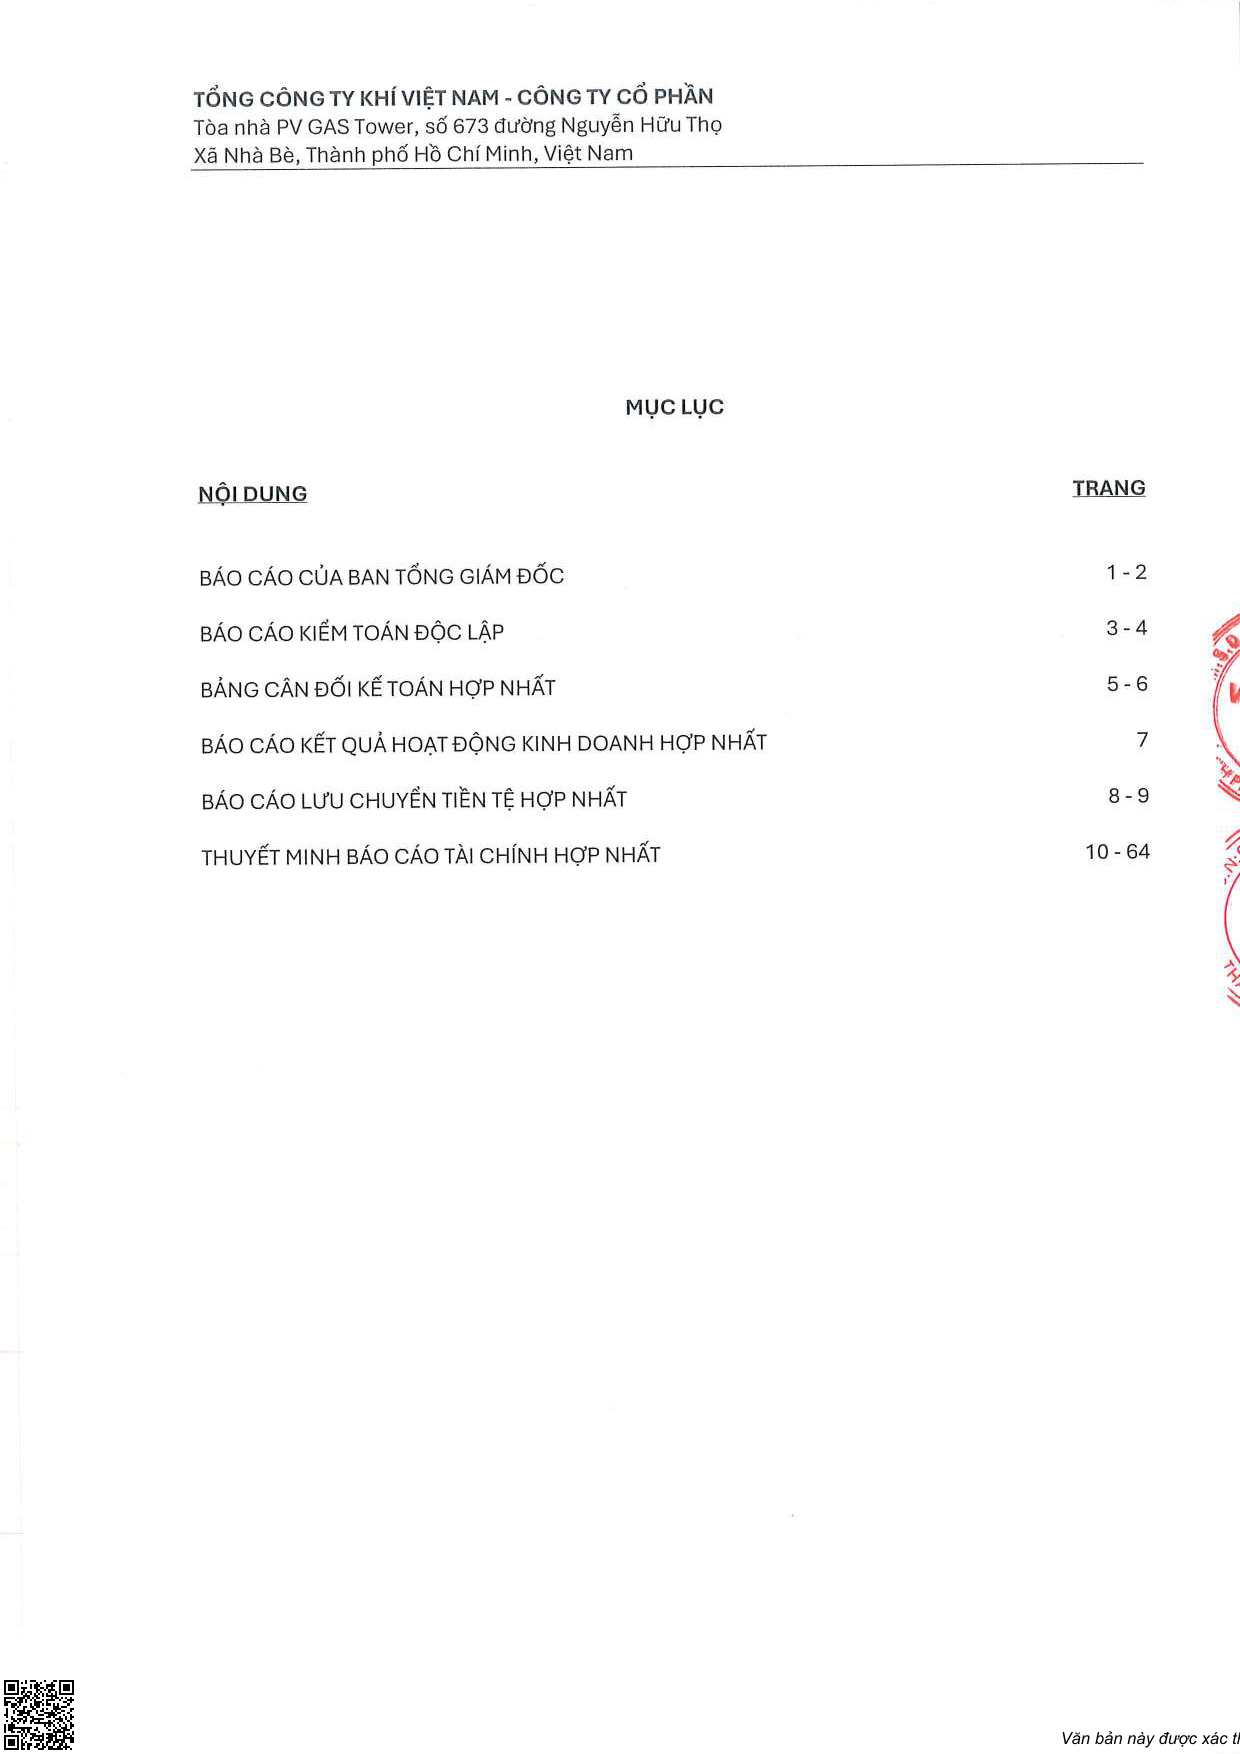 TỔNG CÔNG TY KHÍ VIỆT NAM - CÔNG TY CỔ PHẦN
Tòa nhà PV GAS Tower, số 673 đường Nguyễn Hữu Thọ
Xã Nhà Bè, Thành phố Hồ Chí Minh, Việt Nam
MỤC LỤC
NỘI DUNG TRANG
BÁO CÁO CỦA BAN TỔNG GIÁM ĐỐC 1 - 2
BÁO CÁO KIỂM TOÁN ĐỘC LẬP 3 - 4
BẢNG CÂN ĐỐI KẾ TOÁN HỢP NHẤT 5 - 6
BÁO CÁO KẾT QUẢ HOẠT ĐỘNG KINH DOANH HỢP NHẤT 7
BÁO CÁO LƯU CHUYỂN TIỀN TỆ HỢP NHẤT 8 - 9
THUYẾT MINH BÁO CÁO TÀI CHÍNH HỢP NHẤT 10 - 64
Văn bản này được xác th